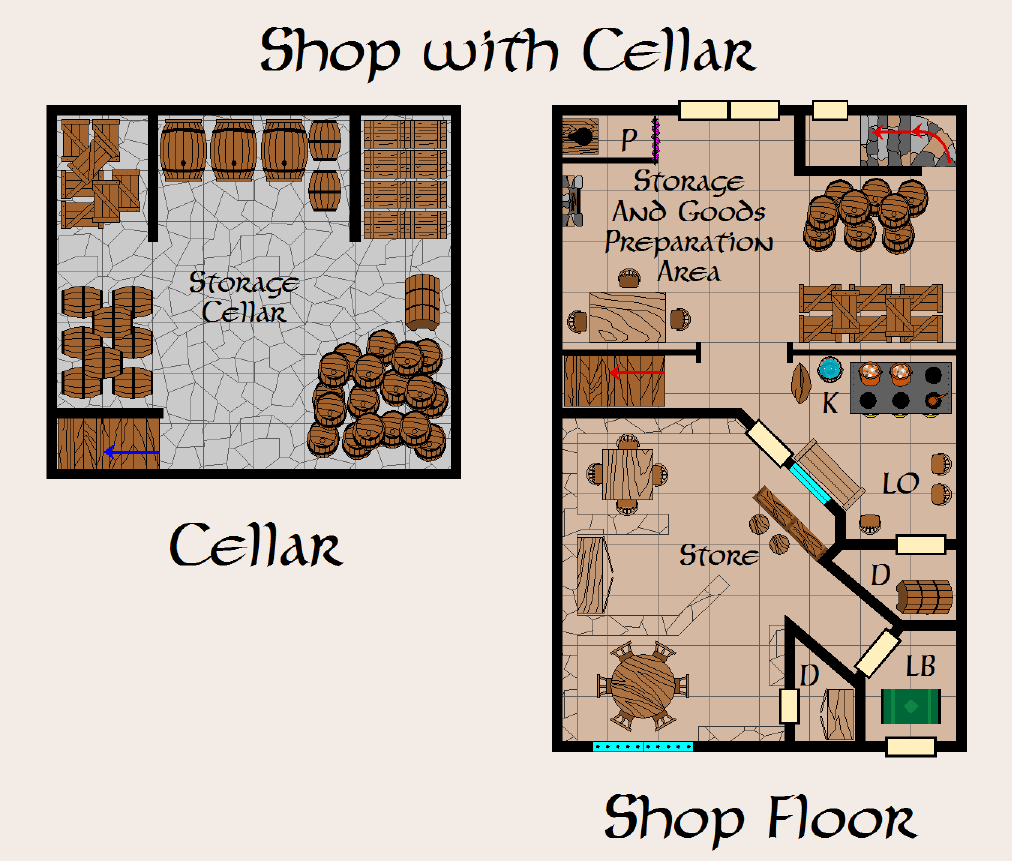 Shop with Cellar
P
Storage
And Goods
Preparation
Area
Storage
Cellar
K
LO
Store
D
D
LB
Cellar
Shop Floor